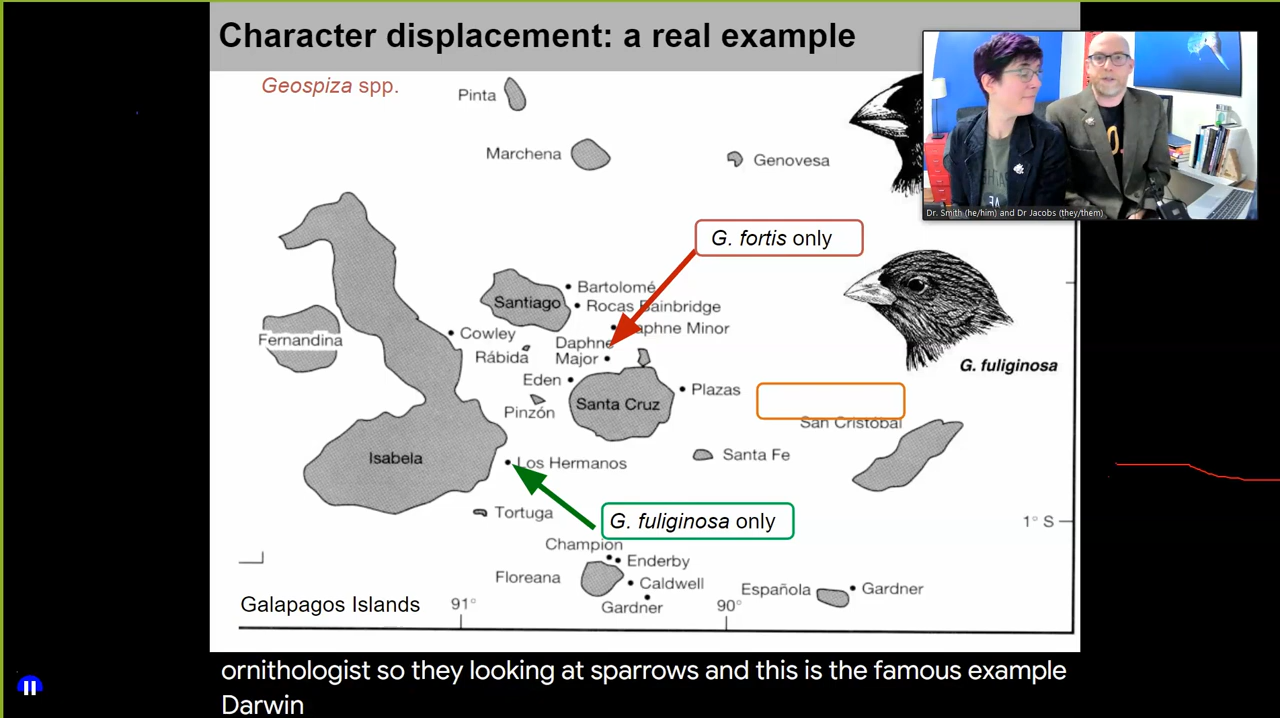 Character displacement: a real example
Geospiza spp.
Pinta
Marchena
Genovesa
Dr. Smith (he/him) and Dr Jacobs (they/them)
G. fortis only
Bartolomé
Santiago
Rocas Bainbridge
Daphne Minor
Cowley
Fernandina
Daphne
Major
Rábida
G. fuliginosa
Eden
Plazas
Santa Cruz
Pinzón
San Cristóbal
Isabela
Santa Fe
Los Hermanos
Tortuga
G. fuliginosa only
1° S
Champion
Enderby
Floreana
Caldwell
Española
Gardner
Gardner
Galapagos Islands
91°
90°
ornithologist so they looking at sparrows and this is the famous example
Darwin